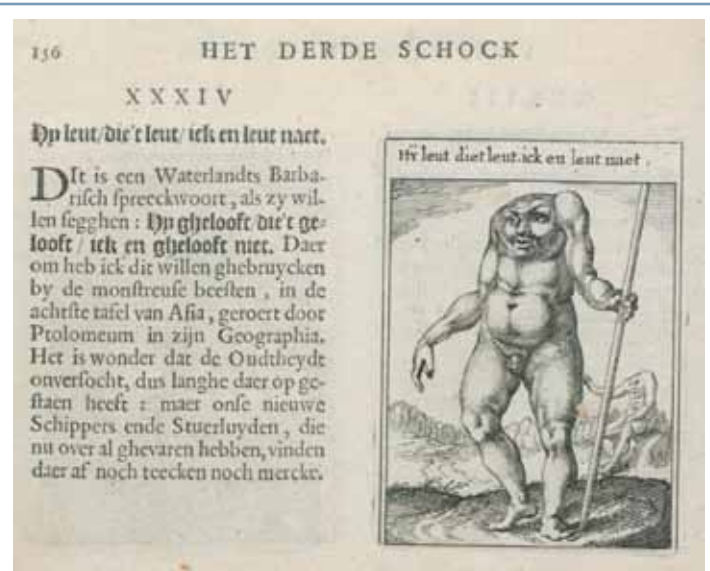 156 HET DERDE SCHOCK
XXXIV
Hy leut/die't leut/ ick en leut naet.
DIt is een Waterlandts Barba-
risch spreeckwoort, als zy wil-
len segghen : Hy ghelooft/die't ge-
looft / ick en ghelooft niet. Daer
om heb ick dit willen ghebruycken
by de monstreuse beesten, in de
achtste tafel van Asia, geroert door
Ptolomeum in zijn Geographia.
Het is wonder dat de Oudtheydt
onversocht, dus langhe daer op ge-
staen heeft : maer onse nieuwe
Schippers ende Stuerluyden, die
nu over al ghevaren hebben, vinden
daer af noch teecken noch mercke.
Hÿ leut diet leut. ick en leut naet.